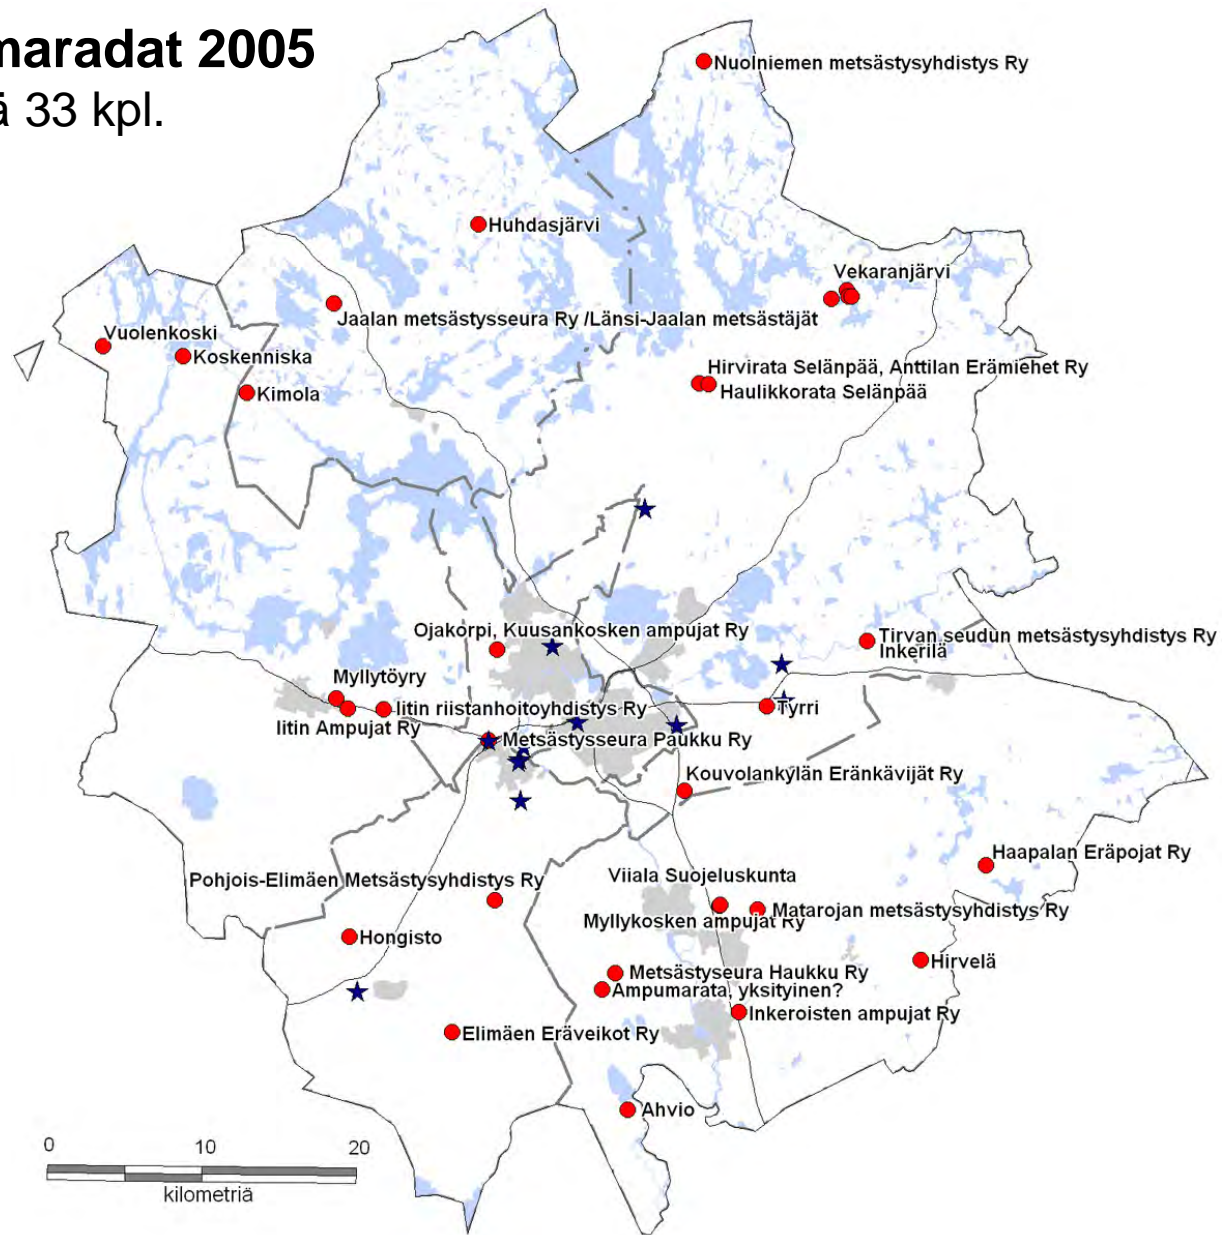 maradat 2005
ä 33 kpl.
Nuolniemen metsästysyhdistys Ry
Huhdasjärvi
Vekaranjärvi
Jaalan metsästysseura Ry /Länsi-Jaalan metsästäjät
Vuolenkoski
Koskenniska
Kimola
Hirvirata Selänpää, Anttilan Erämiehet Ry
Haulikkorata Selänpää
Ojakorpi, Kuusankosken ampujat Ry
Tirvan seudun metsästysyhdistys Ry
Inkerilä
Myllytöyry
Iitin riistanhoitoyhdistys Ry
Tyrri
Iitin Ampujat Ry
Metsästysseura Paukku Ry
Kouvolankylän Eränkävijät Ry
Haapalan Eräpojat Ry
Pohjois-Elimäen Metsästysyhdistys Ry
Viiala Suojeluskunta
Matarojan metsästysyhdistys Ry
Myllykosken ampujat Ry
Hongisto
Hirvelä
Metsästyseura Haukku Ry
Ampumarata, yksityinen?
Inkeroisten ampujat Ry
Elimäen Eräveikot Ry
Ahvio
0 10 20
kilometriä